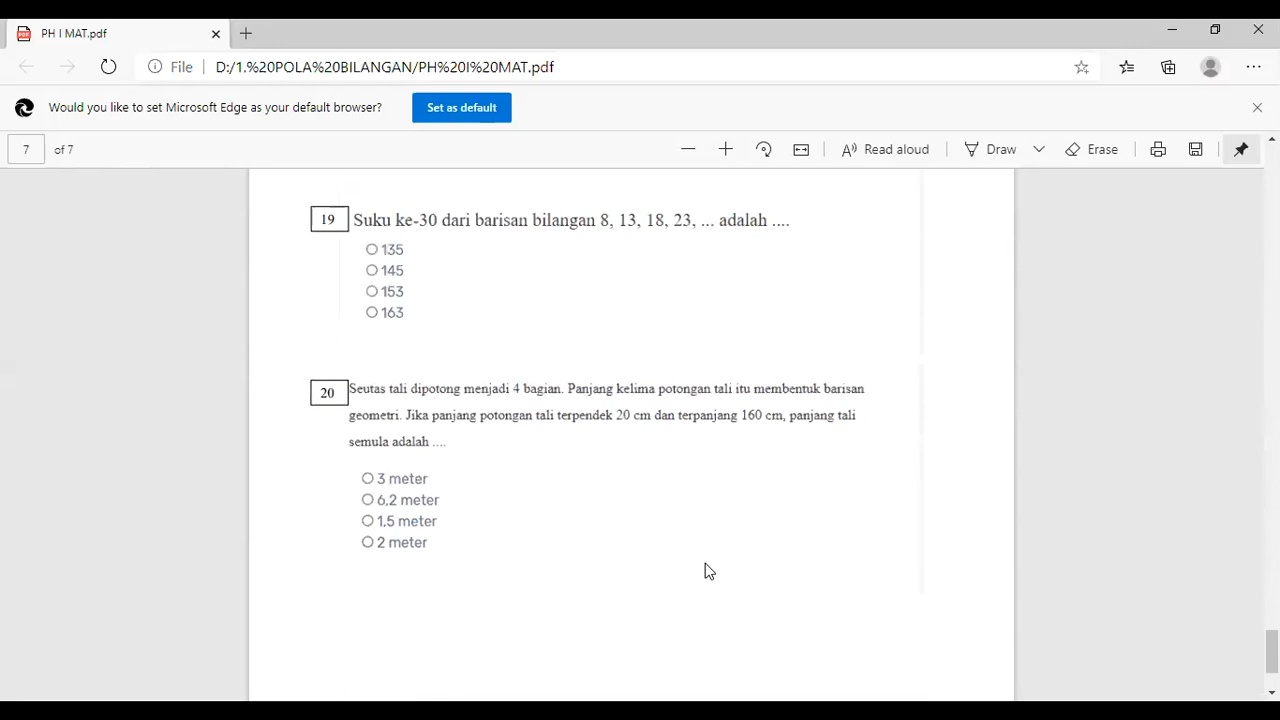 PH I MAT.pdf
File
D:/1.%20POLA%20BILANGAN/PH%20I%20MAT.pdf
Would you like to set Microsoft Edge as your default browser?
Set as default
7
of 7
Read aloud
Draw
Erase
19
Suku ke-30 dari barisan bilangan 8, 13, 18, 23, ... adalah ....
135
145
153
163
20
Seutas tali dipotong menjadi 4 bagian. Panjang kelima potongan tali itu membentuk barisan
geometri. Jika panjang potongan tali terpendek 20 cm dan terpanjang 160 cm, panjang tali
semula adalah ....
3 meter
6,2 meter
1,5 meter
2 meter